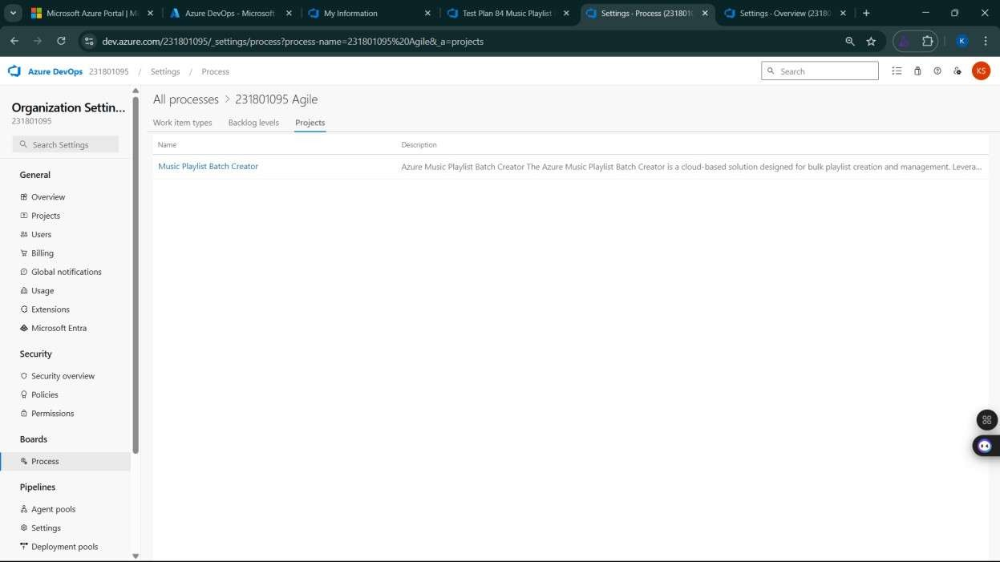 Microsoft Azure Portal | Mi
Azure DevOps - Microsoft
My Information
Test Plan 84 Music Playlist
Settings · Process (231801
Settings · Overview (23180
dev.azure.com/231801095/_settings/process?process-name=231801095%20Agile&_a=projects
K
Azure DevOps 231801095 / Settings / Process
Search
KS
Organization Settin...
231801095
Search Settings
General
Overview
Projects
Users
Billing
Global notifications
Usage
Extensions
Microsoft Entra
Security
Security overview
Policies
Permissions
Boards
Process
Pipelines
Agent pools
Settings
Deployment pools
All processes > 231801095 Agile
Work item types Backlog levels Projects
Name Description
Music Playlist Batch Creator Azure Music Playlist Batch Creator The Azure Music Playlist Batch Creator is a cloud-based solution designed for bulk playlist creation and management. Levera...